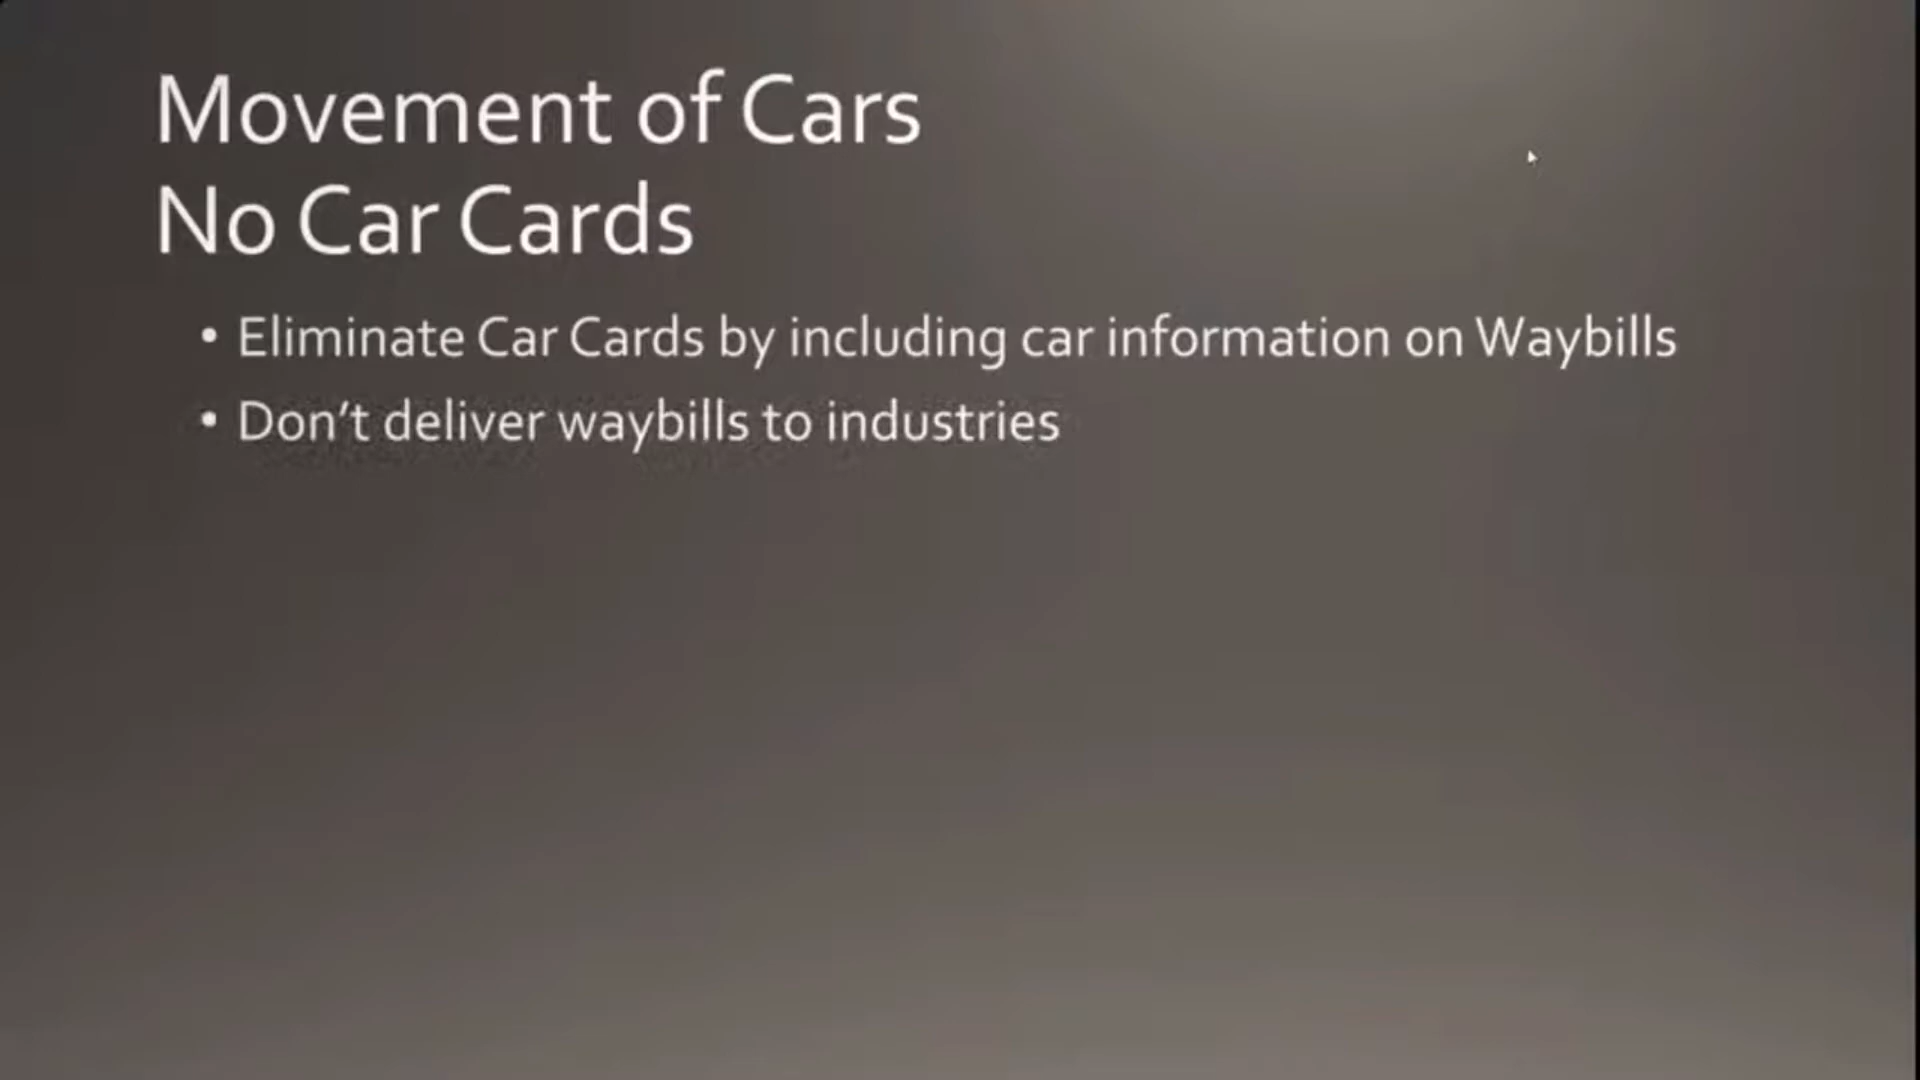 Movement of Cars
No Car Cards
• Eliminate Car Cards by including car information on Waybills
• Don’t deliver waybills to industries